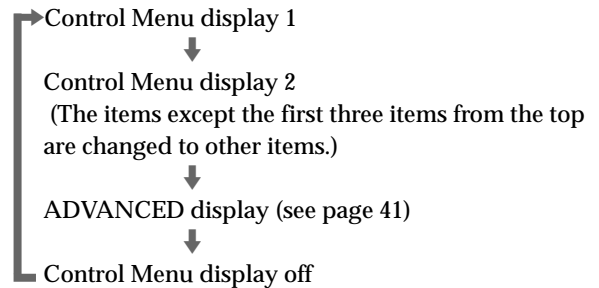 Control Menu display 1
Control Menu display 2
(The items except the first three items from the top
are changed to other items.)
ADVANCED display (see page 41)
Control Menu display off